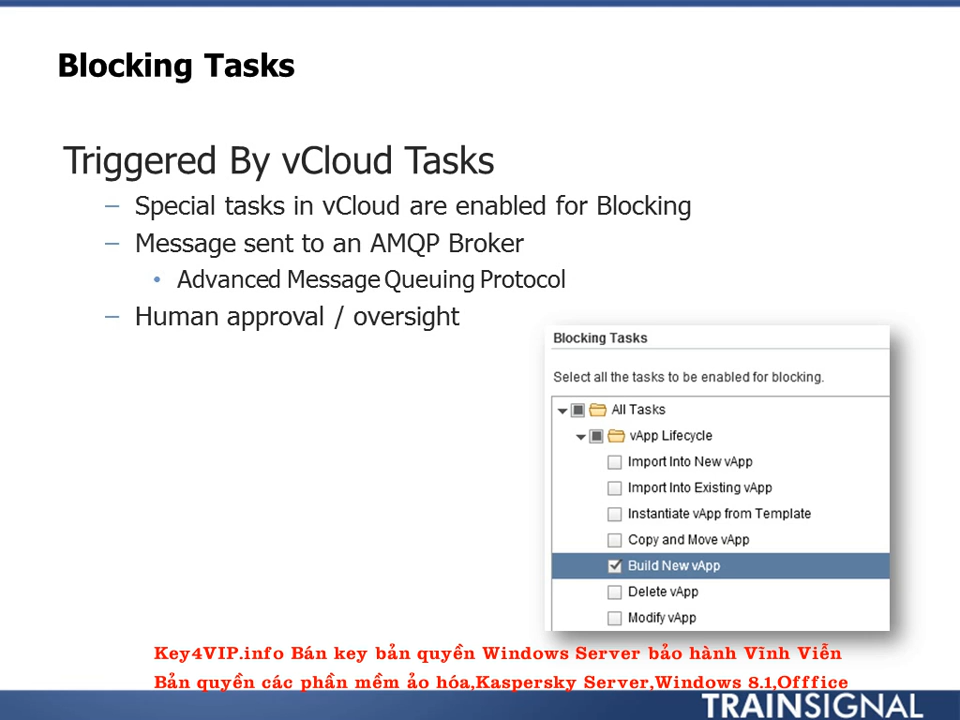 Blocking Tasks
Triggered By vCloud Tasks
– Special tasks in vCloud are enabled for Blocking
– Message sent to an AMQP Broker
• Advanced Message Queuing Protocol
– Human approval / oversight
Blocking Tasks
Select all the tasks to be enabled for blocking.
All Tasks
vApp Lifecycle
Import Into New vApp
Import Into Existing vApp
Instantiate vApp from Template
Copy and Move vApp
Build New vApp
Delete vApp
Modify vApp
Key4VIP.info Bán key bản quyền Windows Server bảo hành Vĩnh Viễn
Bản quyền các phần mềm ảo hóa,Kaspersky Server,Windows 8.1,Offfice
TRAINSIGNAL